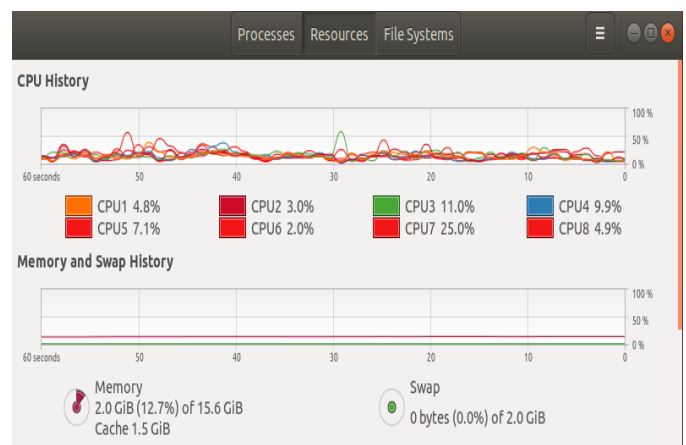 Processes Resources File Systems
CPU History
100 %
50 %
0 %
60 seconds 50 40 30 20 10 0
CPU1 4.8% CPU2 3.0% CPU3 11.0% CPU4 9.9%
CPU5 7.1% CPU6 2.0% CPU7 25.0% CPU8 4.9%
Memory and Swap History
100 %
50 %
0 %
60 seconds 50 40 30 20 10 0
Memory
2.0 GiB (12.7%) of 15.6 GiB
Cache 1.5 GiB
Swap
0 bytes (0.0%) of 2.0 GiB